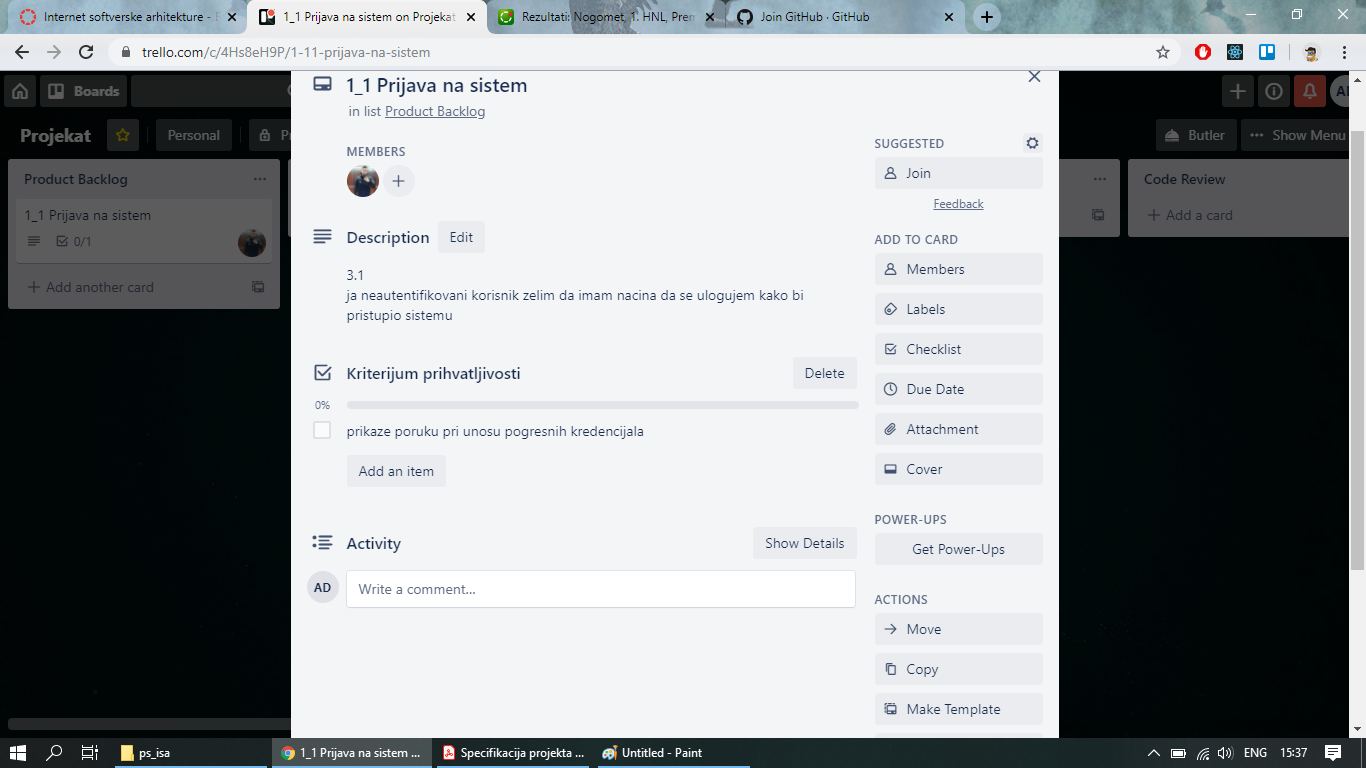 Internet softverske arhitekture -
1_1 Prijava na sistem on Projekat
Rezultati: Nogomet, 1. HNL, Prem
Join GitHub · GitHub
trello.com/c/4Hs8eH9P/1-11-prijava-na-sistem
Boards
Projekat
Personal
Butler
Show Menu
Product Backlog
1_1 Prijava na sistem
0/1
Add another card
Code Review
Add a card
1_1 Prijava na sistem
in list Product Backlog
MEMBERS
Description
Edit
3.1
ja neautentifikovani korisnik zelim da imam nacina da se ulogujem kako bi
pristupio sistemu
Kriterijum prihvatljivosti
Delete
0%
prikaze poruku pri unosu pogresnih kredencijala
Add an item
Activity
Show Details
AD
Write a comment…
SUGGESTED
Join
Feedback
ADD TO CARD
Members
Labels
Checklist
Due Date
Attachment
Cover
POWER-UPS
Get Power-Ups
ACTIONS
Move
Copy
Make Template
ps_isa
1_1 Prijava na sistem ...
Specifikacija projekta ...
Untitled - Paint
ENG
15:37